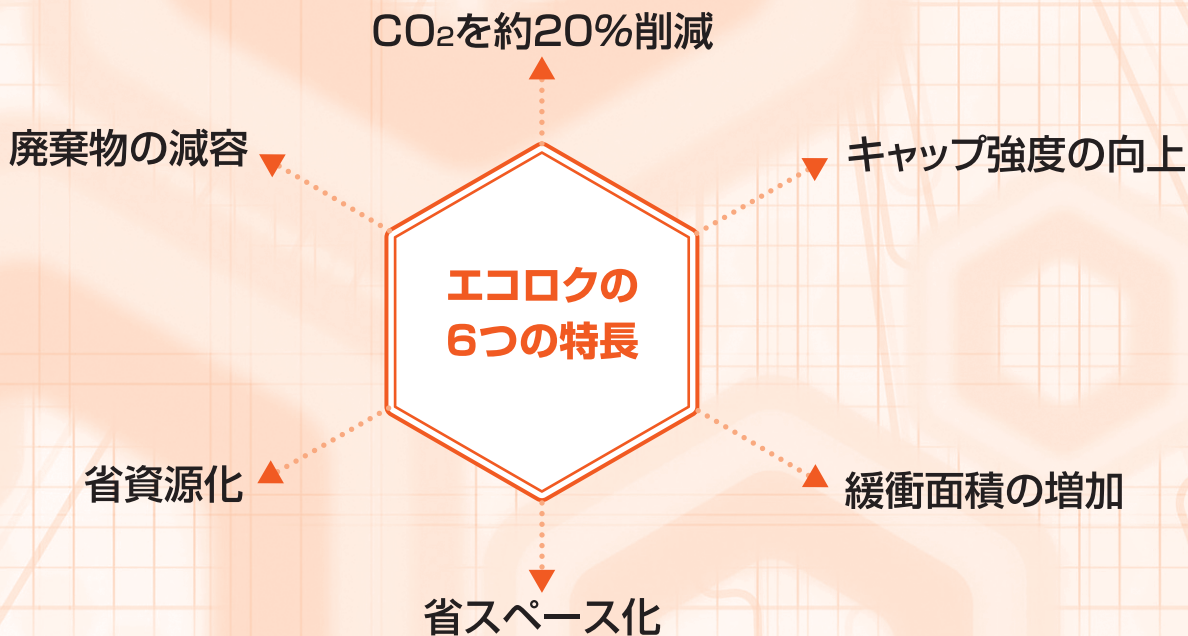 CO₂を約20%削減
廃棄物の減容
キャップ強度の向上
エコロクの
6つの特長
省資源化
緩衝面積の増加
省スペース化